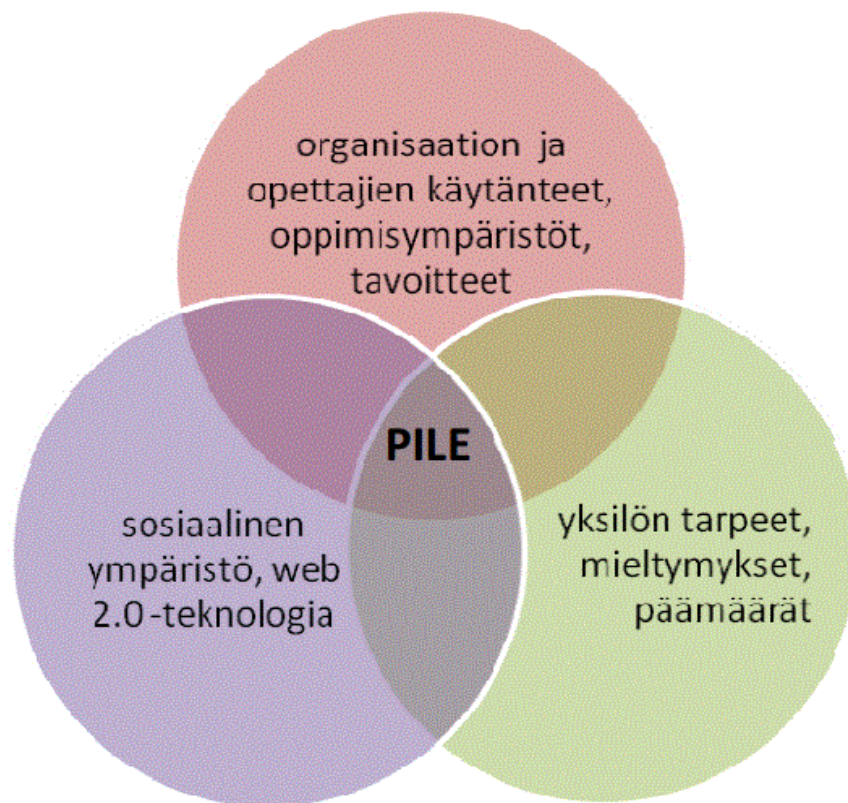 organisaation ja
opettajien käytänteet,
oppimisympäristöt,
tavoitteet
PILE
sosiaalinen
ympäristö, web
2.0-teknologia
yksilön tarpeet,
mieltymykset,
päämäärät